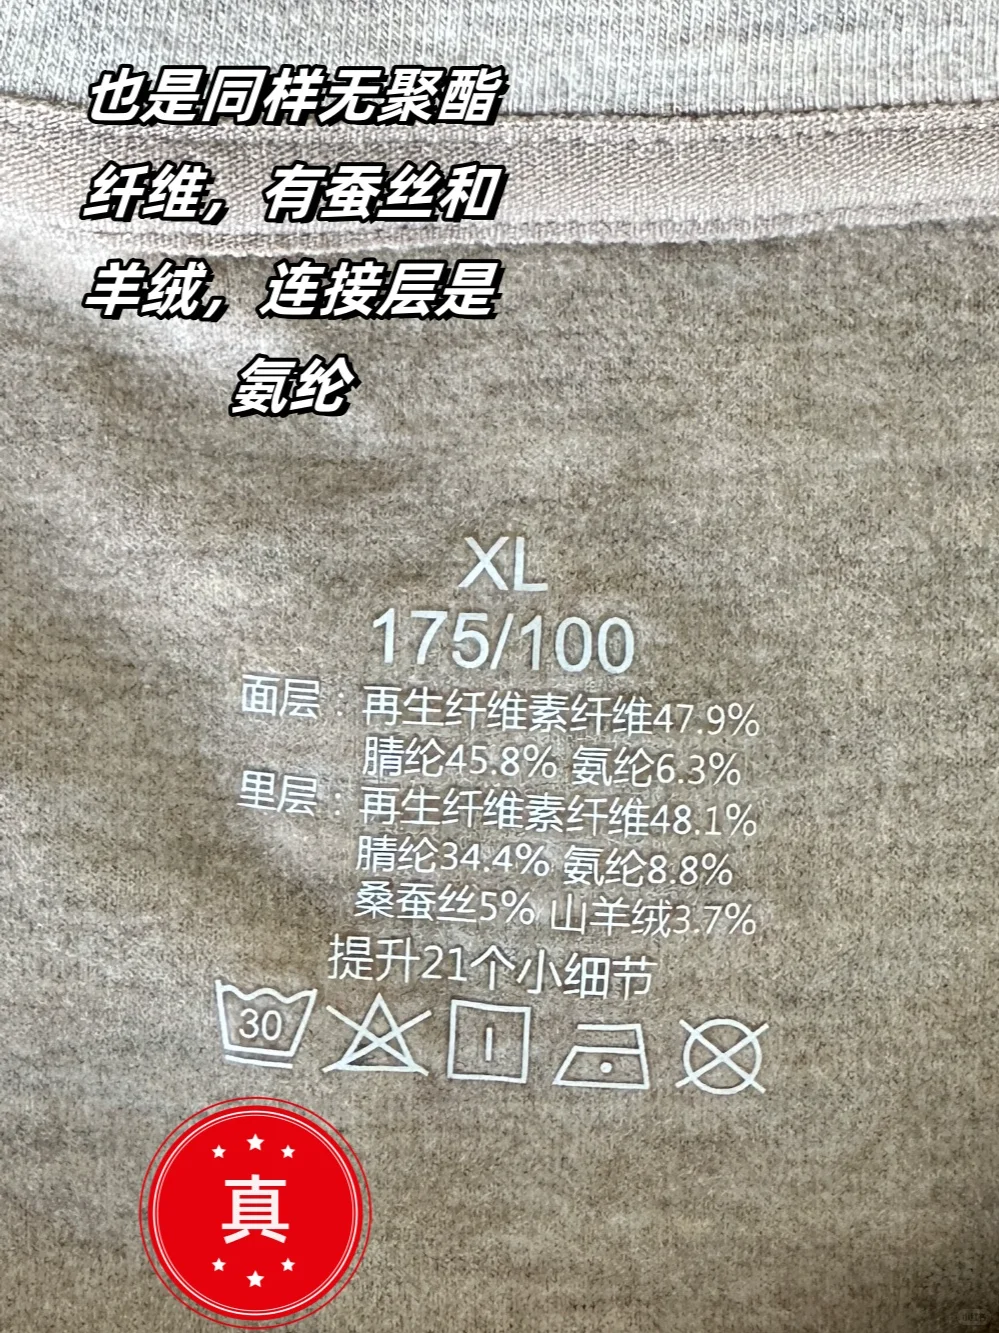 也是同样无聚酯
纤维，有蚕丝和
羊绒，连接层是
氨纶
XL
175/100
面层：再生纤维素纤维47.9%
腈纶45.8% 氨纶6.3%
里层：再生纤维素纤维48.1%
腈纶34.4% 氨纶8.8%
桑蚕丝5% 山羊绒3.7%
提升21个小细节
30
真